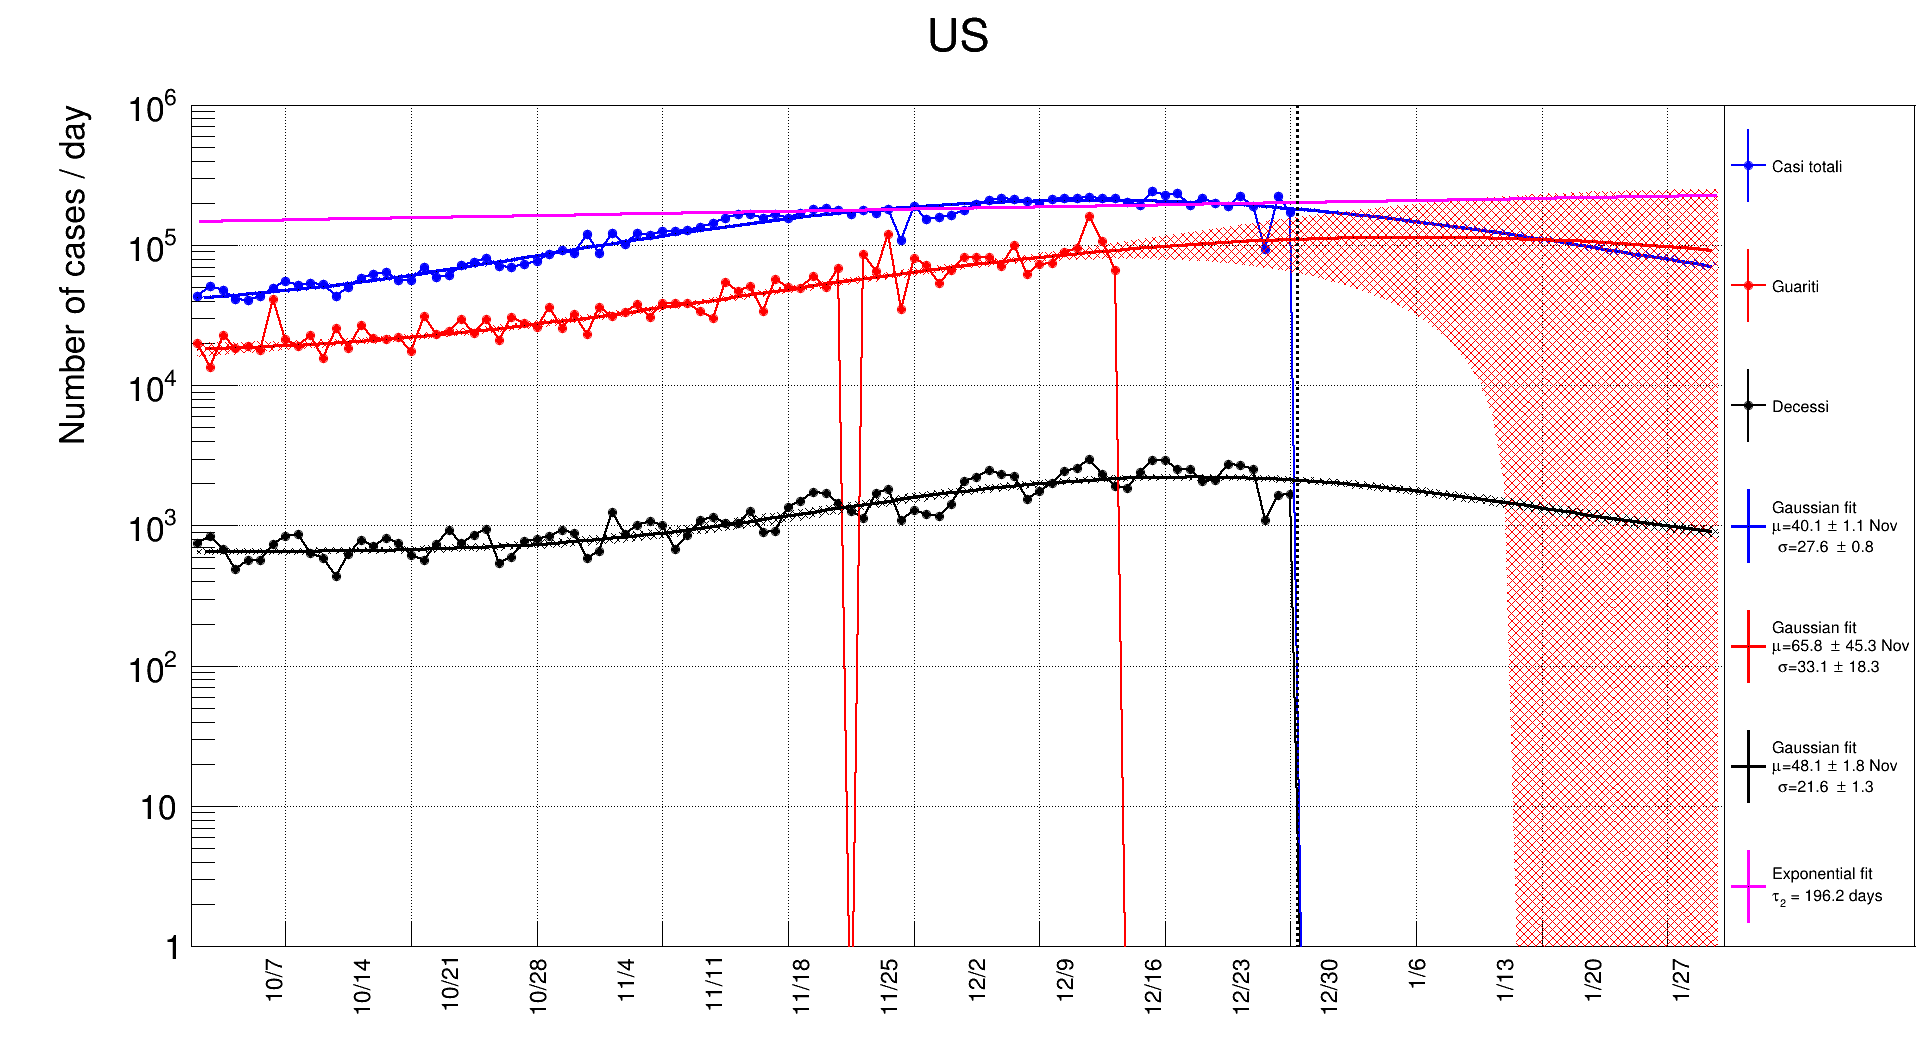 US
Number of cases / day
10^6
10^5
10^4
10^3
10^2
10
1
10/7 10/14 10/21 10/28 11/4 11/11 11/18 11/25 12/2 12/9 12/16 12/23 12/30 1/6 1/13 1/20 1/27
Casi totali
Guariti
Decessi
Gaussian fit
μ=40.1 ± 1.1 Nov
σ=27.6 ± 0.8
Gaussian fit
μ=65.8 ± 45.3 Nov
σ=33.1 ± 18.3
Gaussian fit
μ=48.1 ± 1.8 Nov
σ=21.6 ± 1.3
Exponential fit
τ₂ = 196.2 days